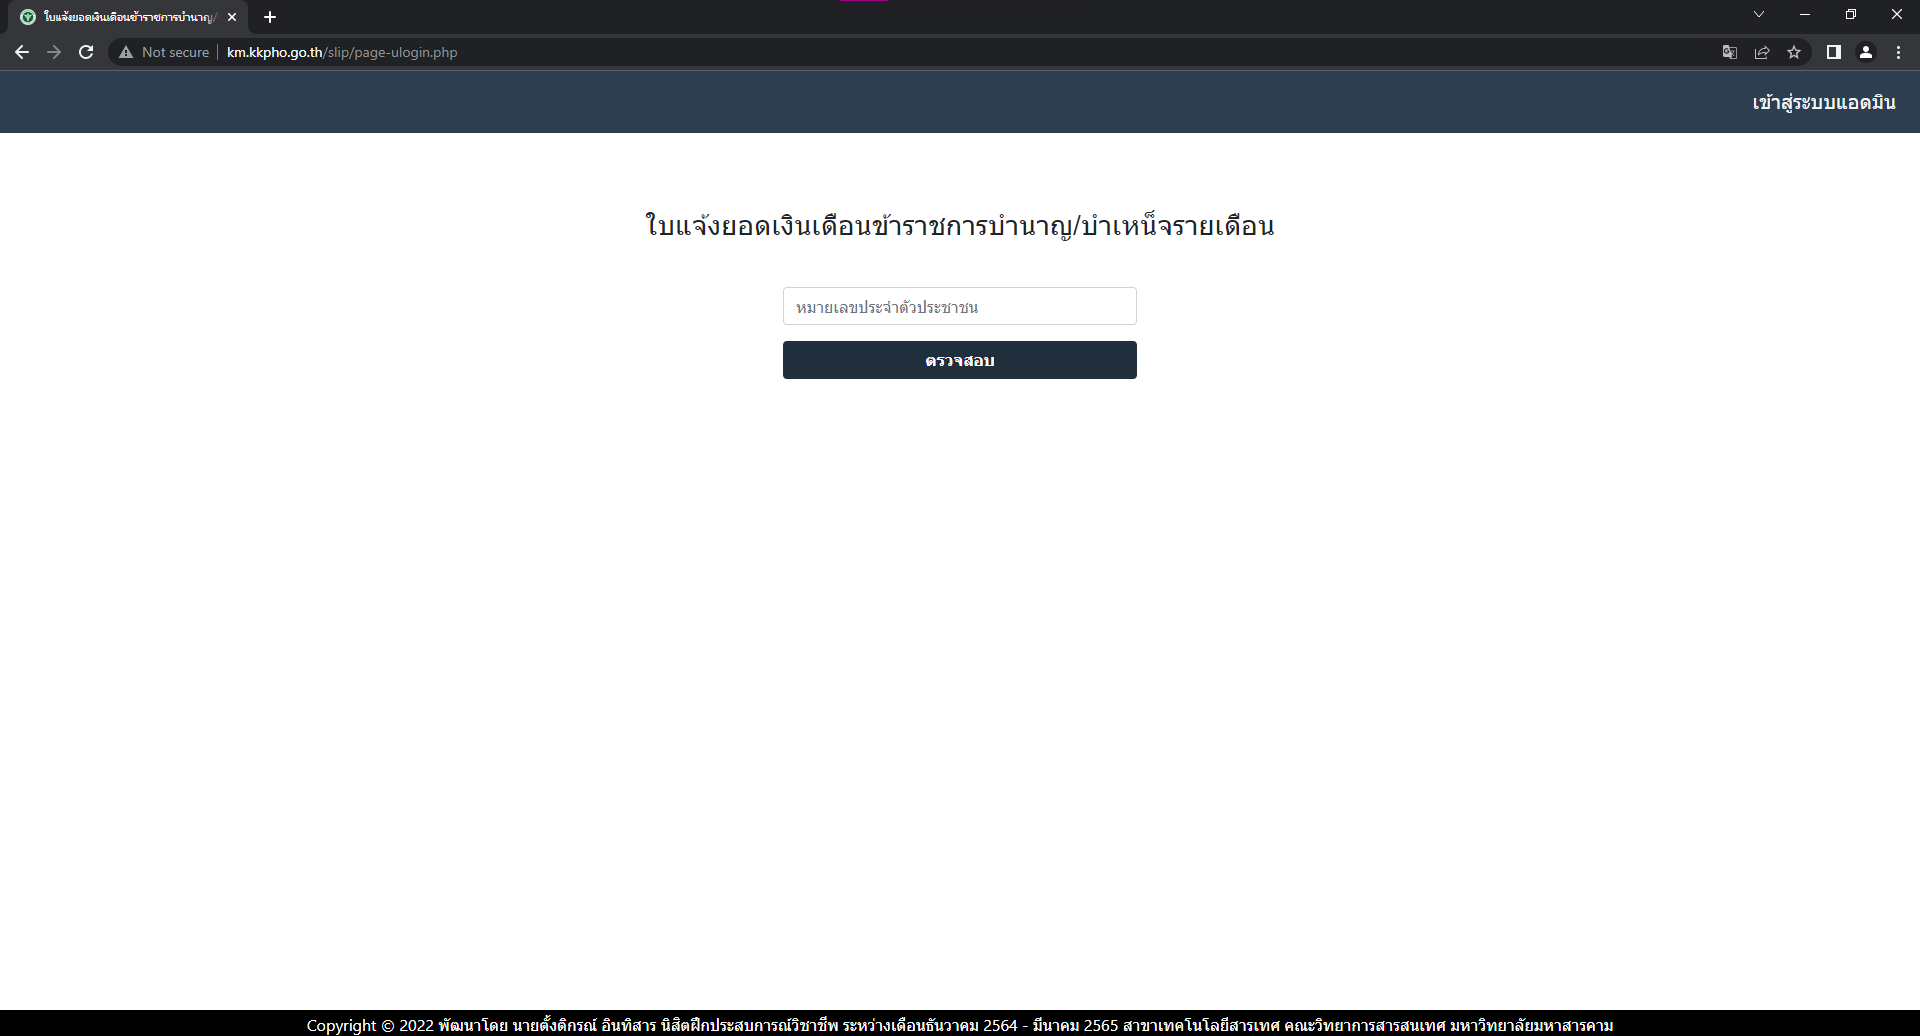 ใบแจ้งยอดเงินเดือนข้าราชการบำนาญ/
Not secure
km.kkpho.go.th/slip/page-ulogin.php
เข้าสู่ระบบแอดมิน
ใบแจ้งยอดเงินเดือนข้าราชการบำนาญ/บำเหน็จรายเดือน
หมายเลขประจำตัวประชาชน
ตรวจสอบ
Copyright © 2022 พัฒนาโดย นายตั้งติกรณ์ อินทิสาร นิสิตฝึกประสบการณ์วิชาชีพ ระหว่างเดือนธันวาคม 2564 - มีนาคม 2565 สาขาเทคโนโลยีสารเทศ คณะวิทยาการสารสนเทศ มหาวิทยาลัยมหาสารคาม